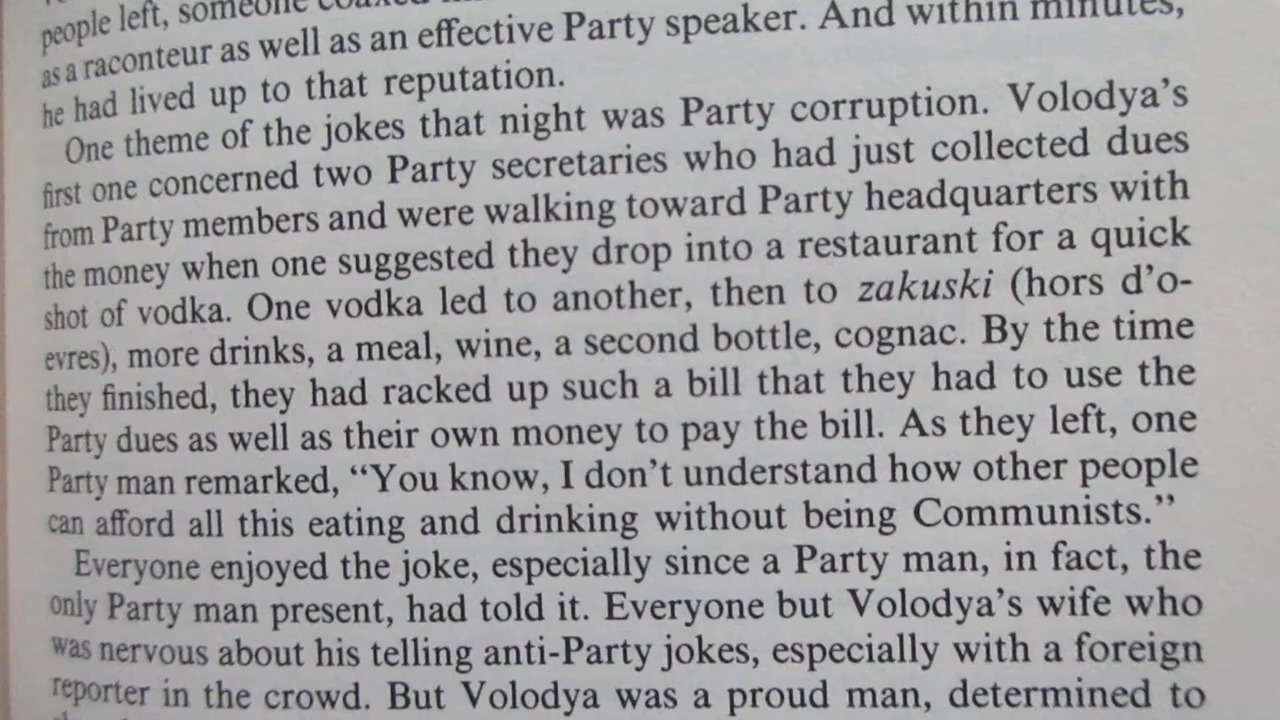 people left, someone
as a raconteur as well as an effective Party speaker. And within minutes,
he had lived up to that reputation.
One theme of the jokes that night was Party corruption. Volodya's
first one concerned two Party secretaries who had just collected dues
from Party members and were walking toward Party headquarters with
the money when one suggested they drop into a restaurant for a quick
shot of vodka. One vodka led to another, then to zakuski (hors d'o-
evres), more drinks, a meal, wine, a second bottle, cognac. By the time
they finished, they had racked up such a bill that they had to use the
Party dues as well as their own money to pay the bill. As they left, one
Party man remarked, “You know, I don't understand how other people
can afford all this eating and drinking without being Communists.”
Everyone enjoyed the joke, especially since a Party man, in fact, the
only Party man present, had told it. Everyone but Volodya's wife who
was nervous about his telling anti-Party jokes, especially with a foreign
reporter in the crowd. But Volodya was a proud man, determined to